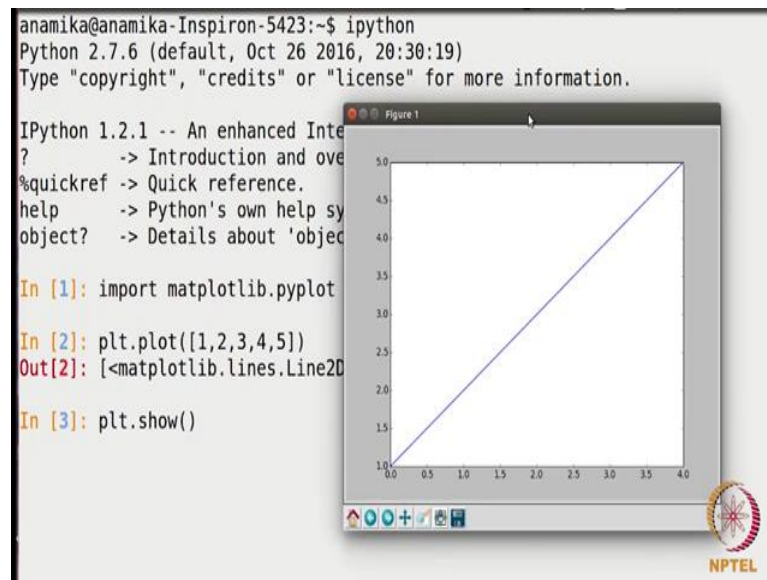 anamika@anamika-Inspiron-5423:~$ ipython
Python 2.7.6 (default, Oct 26 2016, 20:30:19)
Type "copyright", "credits" or "license" for more information.
IPython 1.2.1 -- An enhanced Inte
? -> Introduction and ove
%quickref -> Quick reference.
help -> Python's own help sy
object? -> Details about 'objec
In [1]: import matplotlib.pyplot
In [2]: plt.plot([1,2,3,4,5])
Out[2]: [<matplotlib.lines.Line2D
In [3]: plt.show()
Figure 1
5.0
4.5
4.0
3.5
3.0
2.5
2.0
1.5
1.0
0.0 0.5 1.0 1.5 2.0 2.5 3.0 3.5 4.0
NPTEL